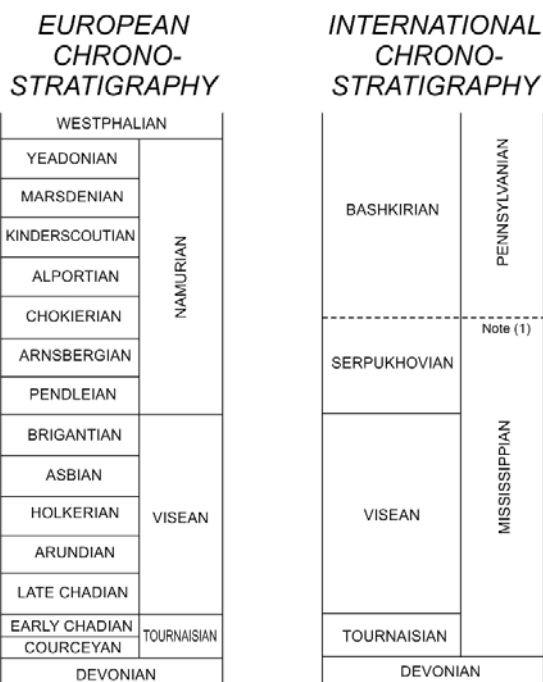 EUROPEAN
CHRONO-
STRATIGRAPHY
WESTPHALIAN
YEADONIAN
MARSDENIAN
KINDERSCOUTIAN
ALPORTIAN
CHOKIERIAN
ARNSBERGIAN
PENDLEIAN
NAMURIAN
BRIGANTIAN
ASBIAN
HOLKERIAN
ARUNDIAN
LATE CHADIAN
VISEAN
EARLY CHADIAN
COURCEYAN
TOURNAISIAN
DEVONIAN
INTERNATIONAL
CHRONO-
STRATIGRAPHY
BASHKIRIAN
PENNSYLVANIAN
SERPUKHOVIAN
Note (1)
VISEAN
MISSISSIPPIAN
TOURNAISIAN
DEVONIAN